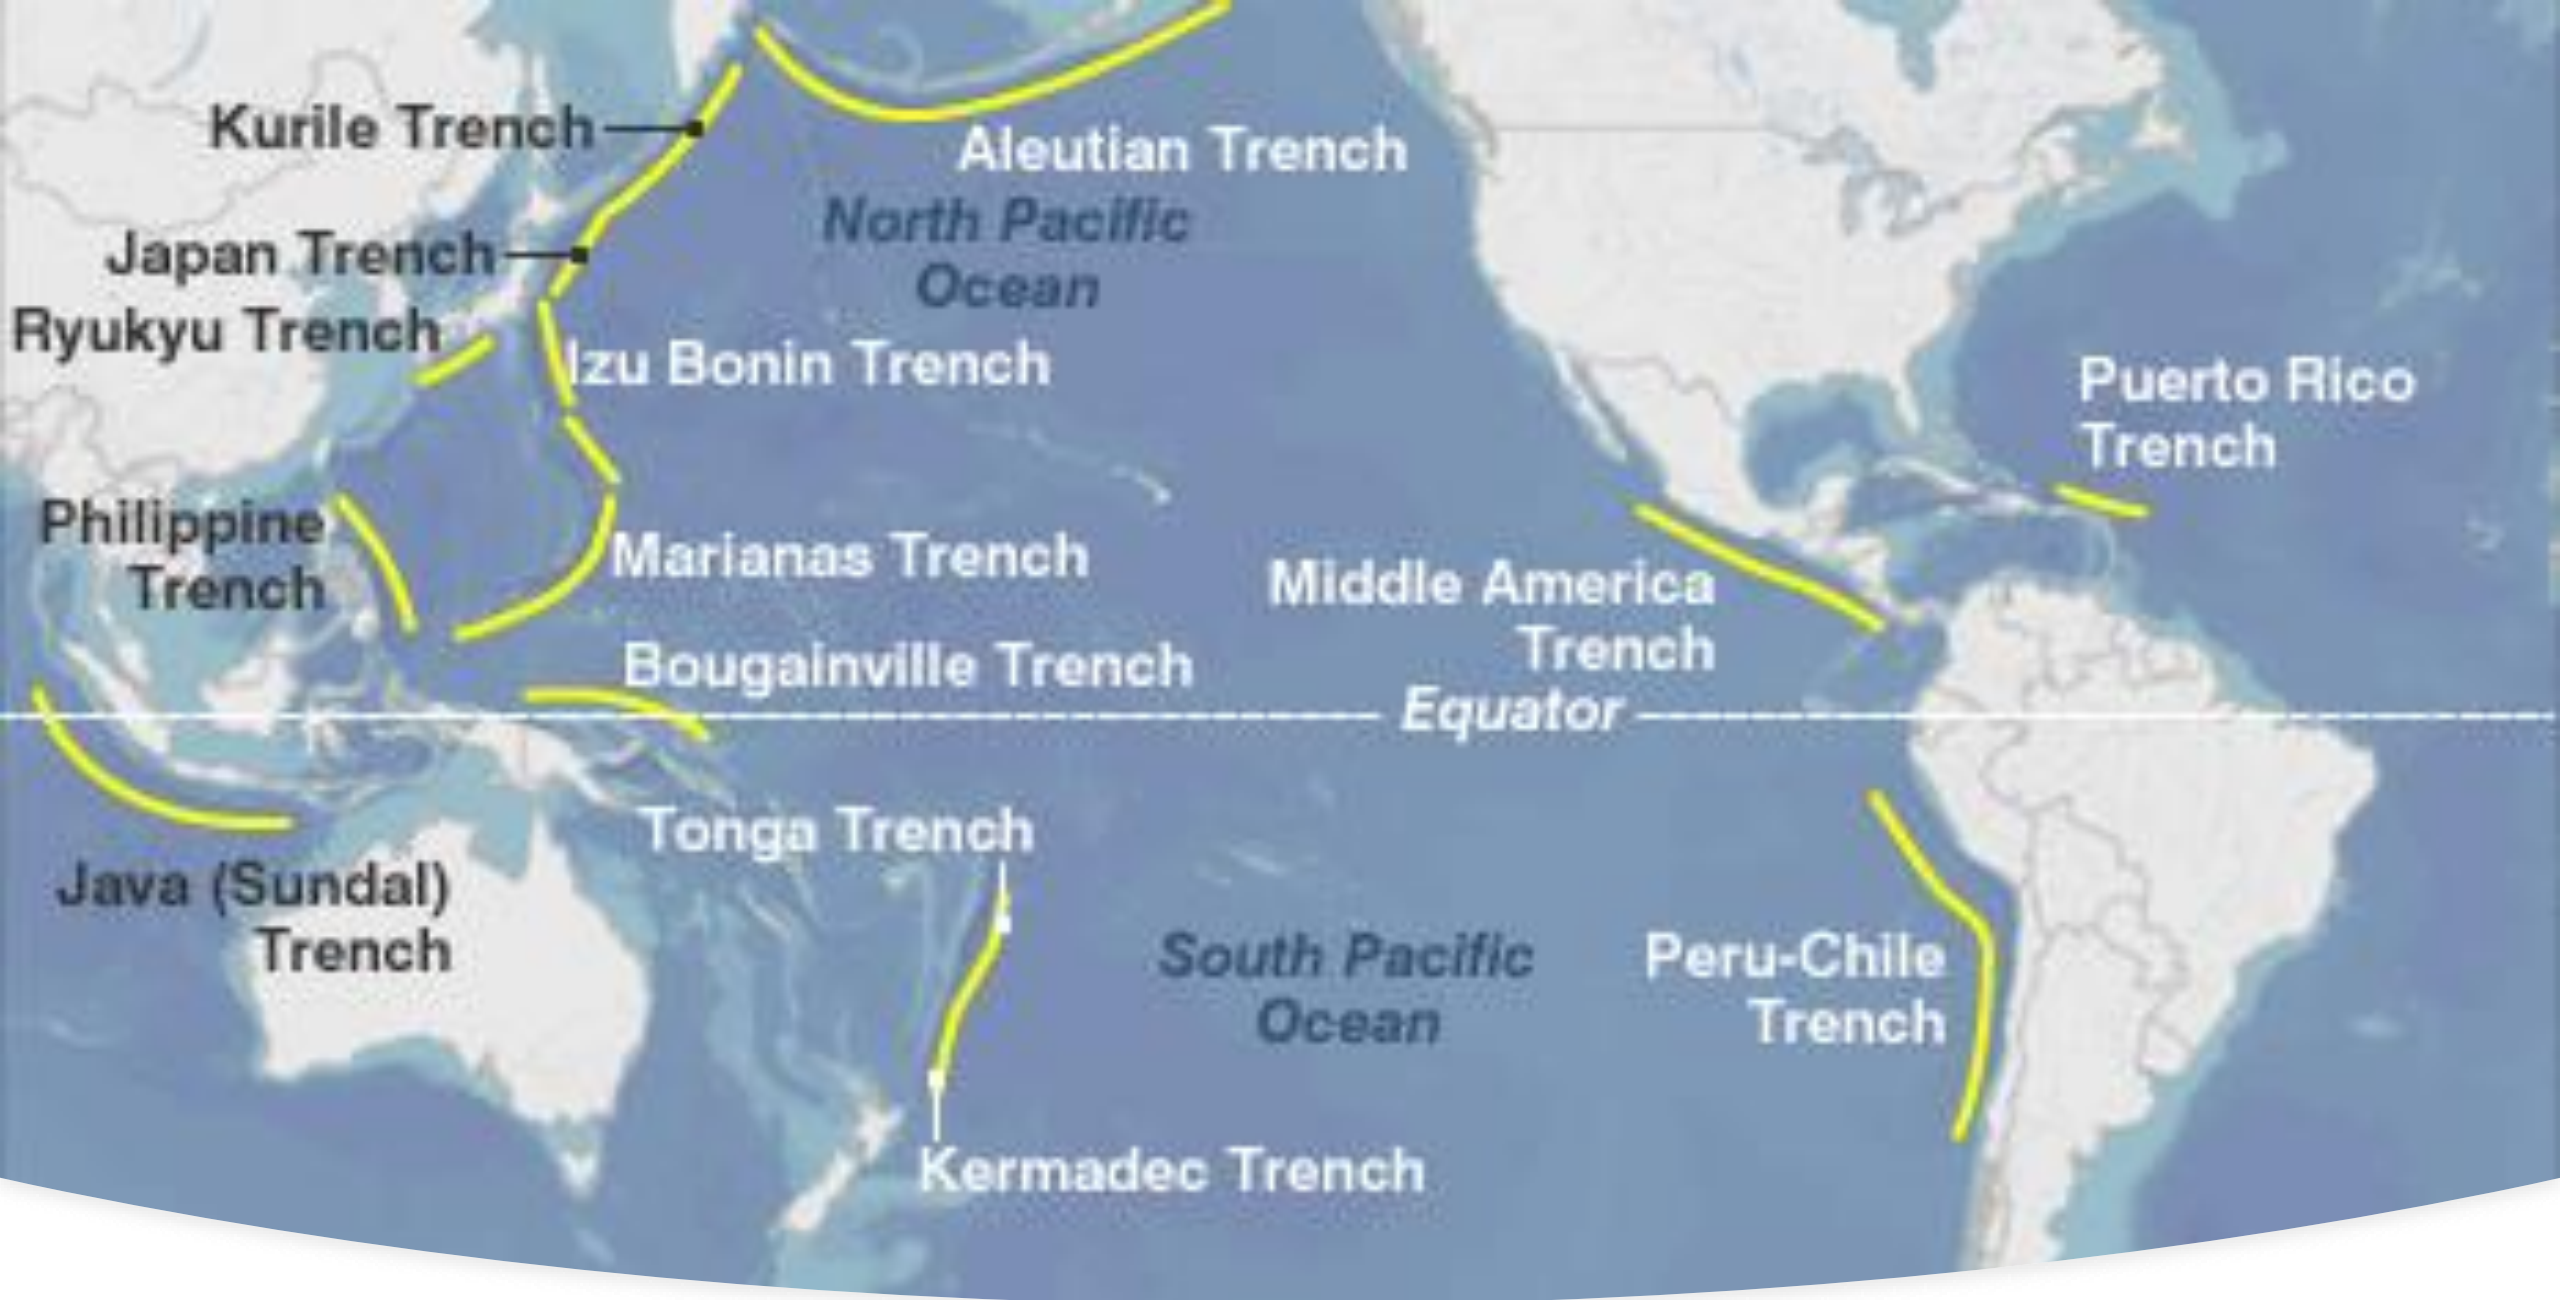 Kurile Trench
Aleutian Trench
North Pacific
Ocean
Japan Trench
Ryukyu Trench
Izu Bonin Trench
Puerto Rico
Trench
Philippine
Trench
Marianas Trench
Middle America
Trench
Bougainville Trench
Equator
Tonga Trench
Java (Sundal)
Trench
South Pacific
Ocean
Peru-Chile
Trench
Kermadec Trench